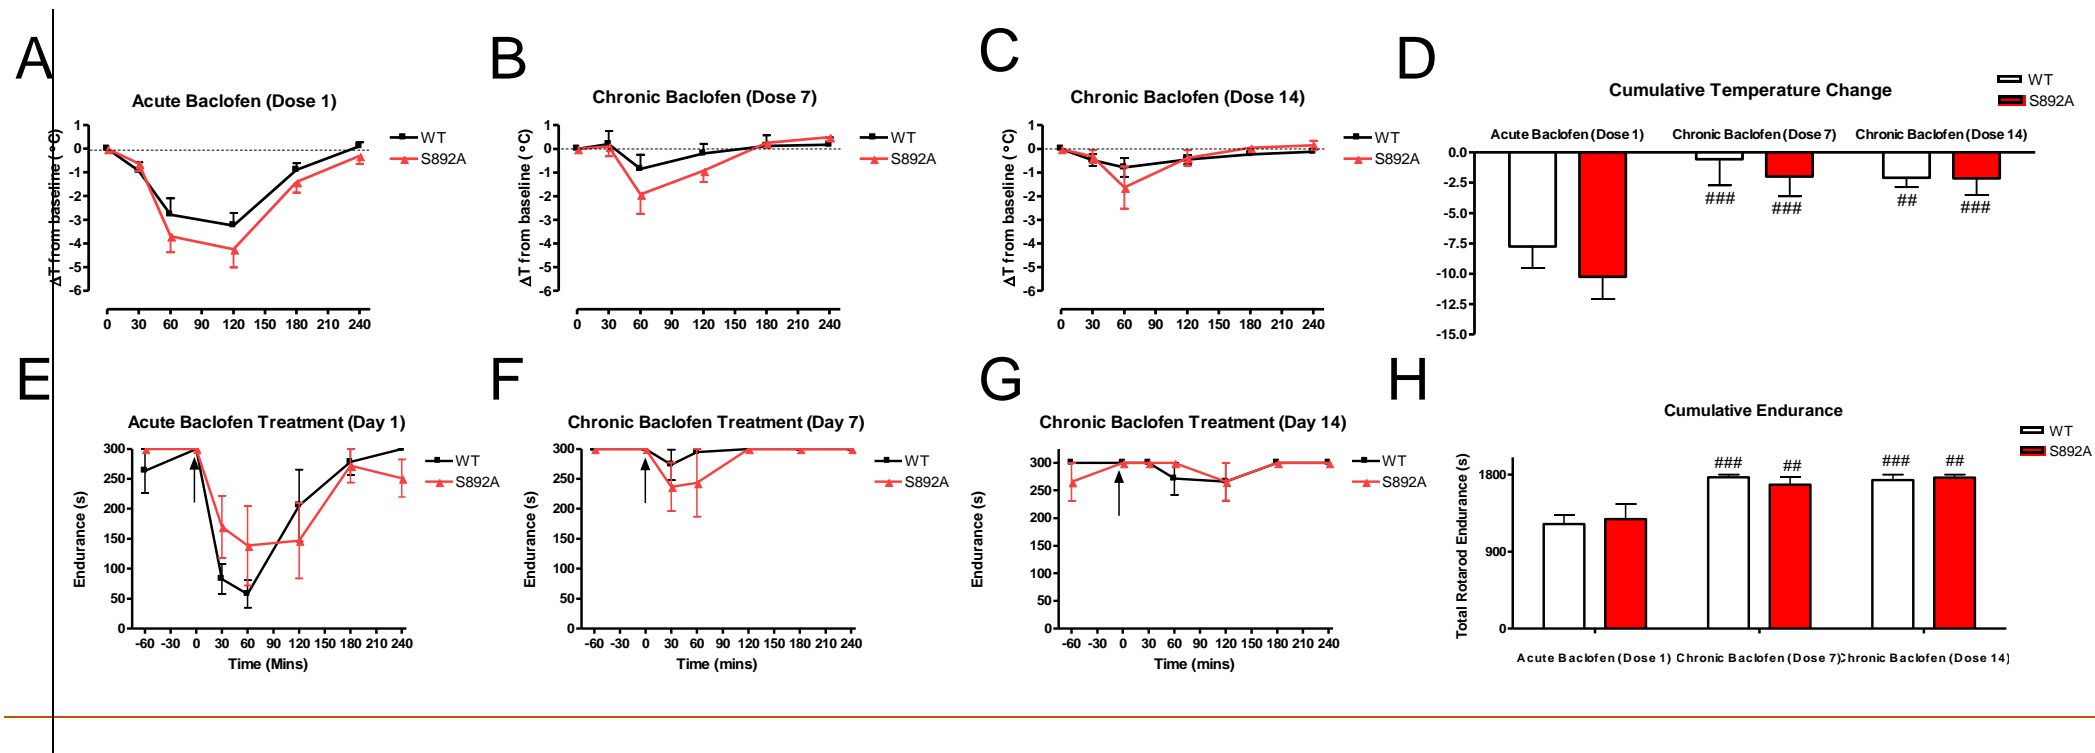 A
B
C
D
Acute Baclofen (Dose 1)
1
0
-1
-2
-3
-4
-5
-6
ΔT from baseline (°C)
WT
S892A
0 30 60 90 120 150 180 210 240
Chronic Baclofen (Dose 7)
1
0
-1
-2
-3
-4
-5
-6
ΔT from baseline (°C)
WT
S892A
0 30 60 90 120 150 180 210 240
Chronic Baclofen (Dose 14)
1
0
-1
-2
-3
-4
-5
-6
ΔT from baseline (°C)
WT
S892A
0 30 60 90 120 150 180 210 240
Cumulative Temperature Change
WT
S892A
Acute Baclofen (Dose 1) Chronic Baclofen (Dose 7) Chronic Baclofen (Dose 14)
0.0
-2.5
-5.0
-7.5
-10.0
-12.5
-15.0
### ### ## ###
E
F
G
H
Acute Baclofen Treatment (Day 1)
300
250
200
150
100
50
0
Endurance (s)
WT
S892A
-60 -30 0 30 60 90 120 150 180 210 240
Time (Mins)
Chronic Baclofen Treatment (Day 7)
300
250
200
150
100
50
0
Endurance (s)
WT
S892A
-60 -30 0 30 60 90 120 150 180 210 240
Time (mins)
Chronic Baclofen Treatment (Day 14)
300
250
200
150
100
50
0
Endurance (s)
WT
S892A
-60 -30 0 30 60 90 120 150 180 210 240
Time (mins)
Cumulative Endurance
WT
S892A
### ## ### ##
1800
900
0
Total Rotarod Endurance (s)
Acute Baclofen (Dose 1) Chronic Baclofen (Dose 7) Chronic Baclofen (Dose 14)